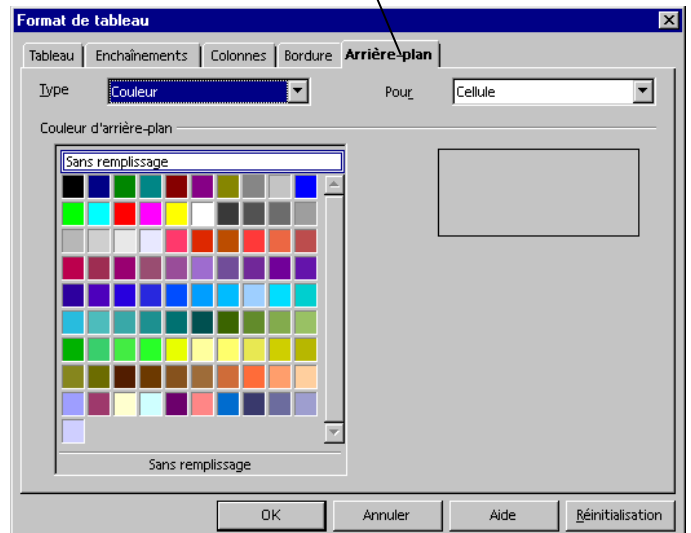 Format de tableau
Tableau Enchaînements Colonnes Bordure Arrière-plan
Type Couleur Pour Cellule
Couleur d'arrière-plan
Sans remplissage
Sans remplissage
OK Annuler Aide Réinitialisation